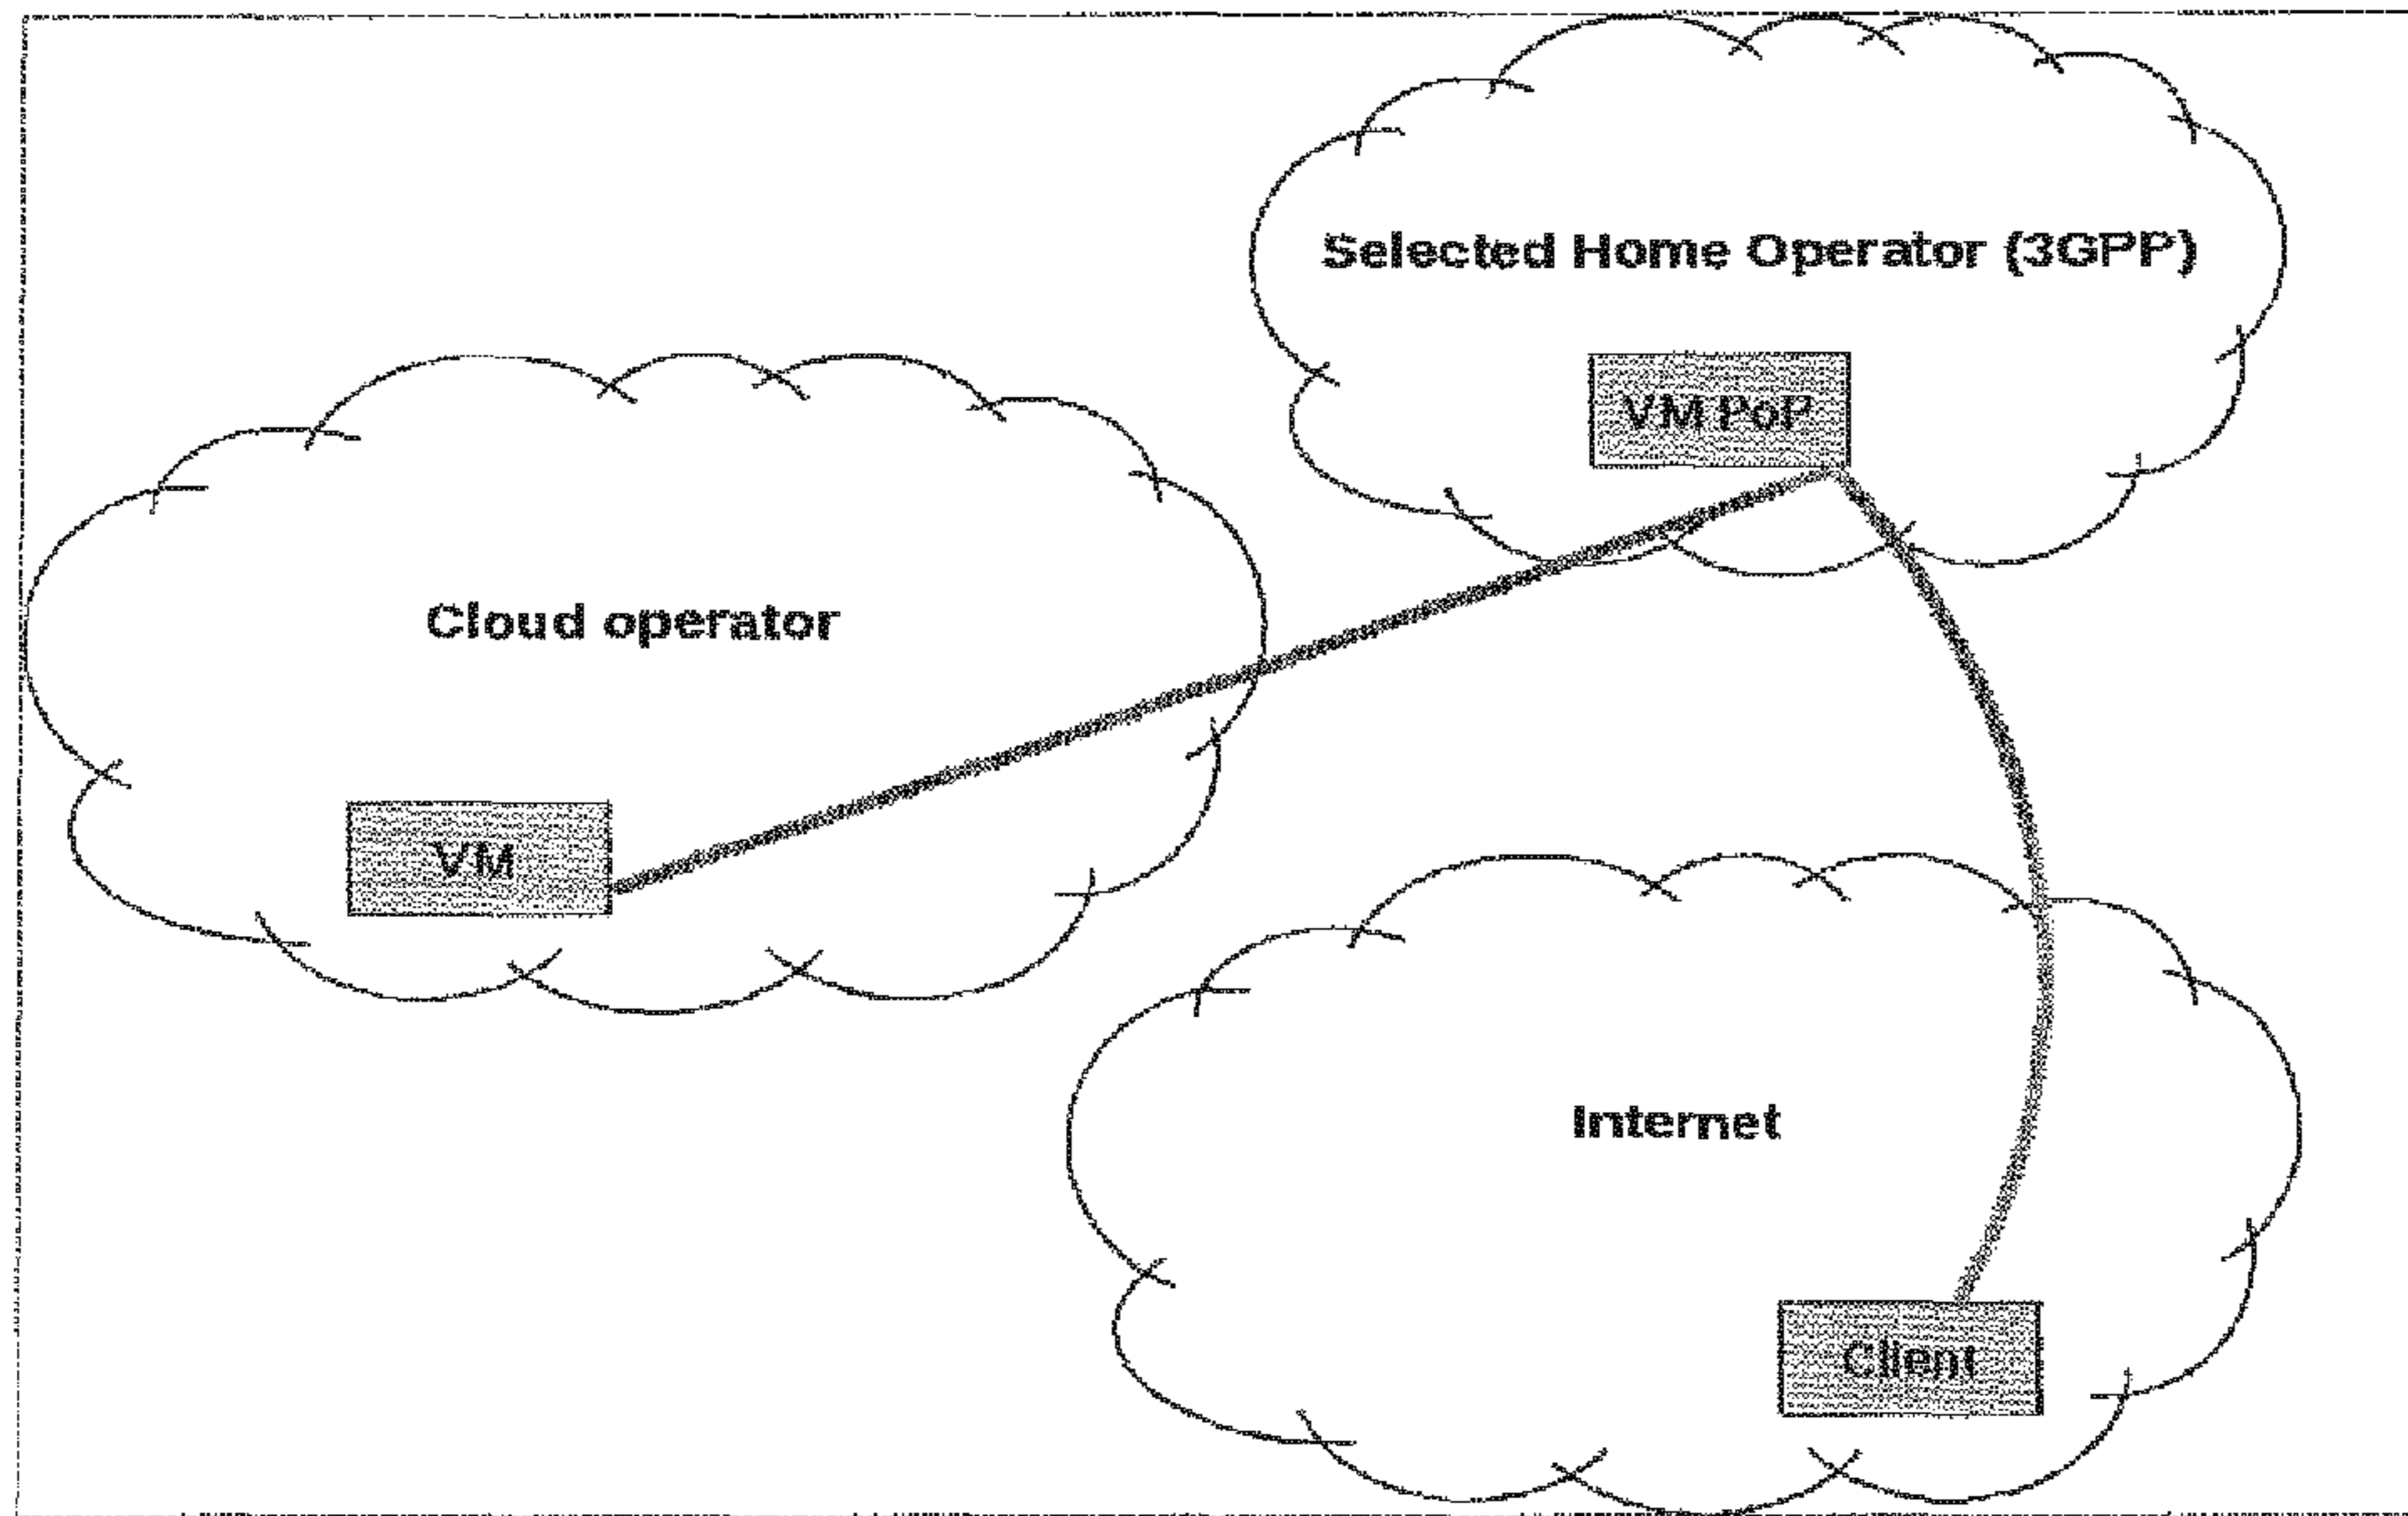 Selected Home Operator (3GPP)
VM PoP
Cloud operator
VM
Internet
Client